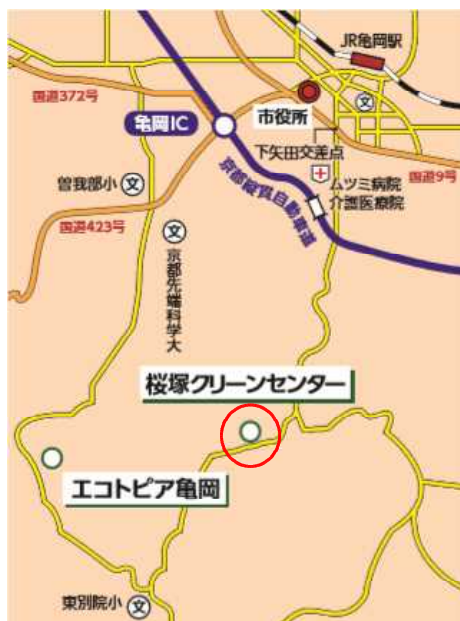 JR亀岡駅
国道372号
文
亀岡IC
市役所
下矢田交差点
国道9号
曽我部小
文
ムツミ病院
介護医療院
京都縦貫自動車道
国道423号
文
京都先端科学大
桜塚クリーンセンター
エコトピア亀岡
東別院小
文